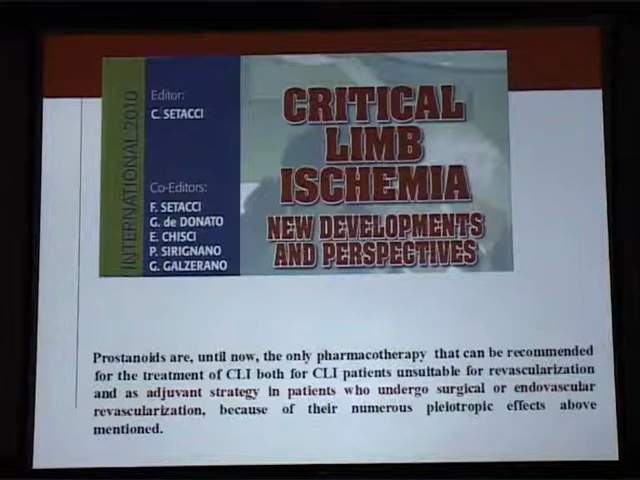 INTERNATIONAL 2010
Editor:
C. SETACCI
Co-Editors:
F. SETACCI
G. de DONATO
E. CHISCI
P. SIRIGNANO
G. GALZERANO
CRITICAL
LIMB
ISCHEMIA
NEW DEVELOPMENTS
AND PERSPECTIVES
Prostanoids are, until now, the only pharmacotherapy that can be recommended
for the treatment of CLI both for CLI patients unsuitable for revascularization
and as adjuvant strategy in patients who undergo surgical or endovascular
revascularization, because of their numerous pleiotropic effects above
mentioned.